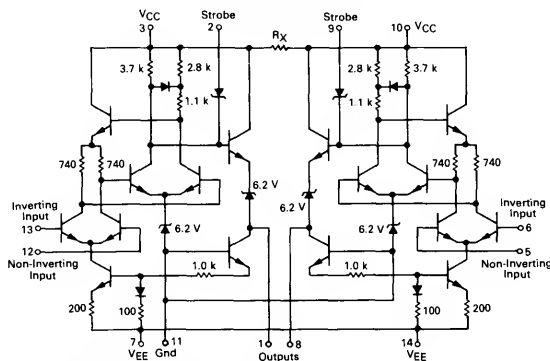 VCC Strobe Strobe VCC
3 2 RX 9 10
3.7 k 2.8 k 2.8 k 3.7 k
1.1 k 1.1 k
740 740 740 740
6.2 V 6.2 V
Inverting Input 13 6.2 V 6.2 V Inverting Input 6
12 5
Non-Inverting Input Non-Inverting Input
1.0 k 1.0 k
200 100 100 200
7 11 1 8 14
VEE Gnd Outputs VEE